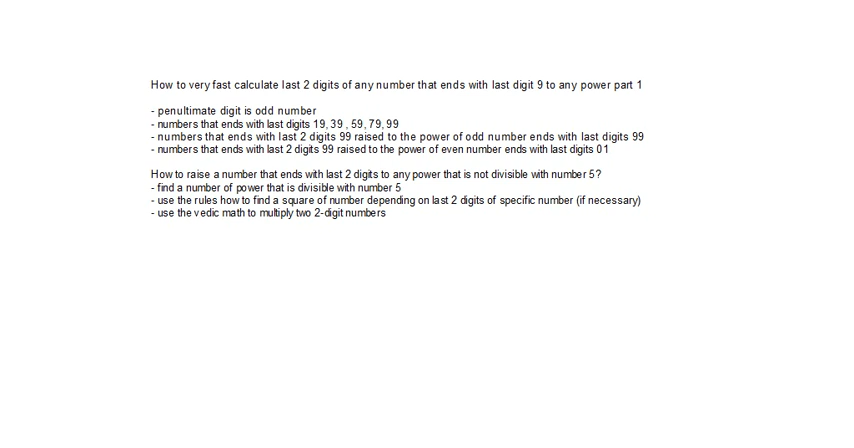 How to very fast calculate last 2 digits of any number that ends with last digit 9 to any power part 1
- penultimate digit is odd number
- numbers that ends with last digits 19, 39 , 59, 79, 99
- numbers that ends with last 2 digits 99 raised to the power of odd number ends with last digits 99
- numbers that ends with last 2 digits 99 raised to the power of even number ends with last digits 01
How to raise a number that ends with last 2 digits to any power that is not divisible with number 5?
- find a number of power that is divisible with number 5
- use the rules how to find a square of number depending on last 2 digits of specific number (if necessary)
- use the vedic math to multiply two 2-digit numbers